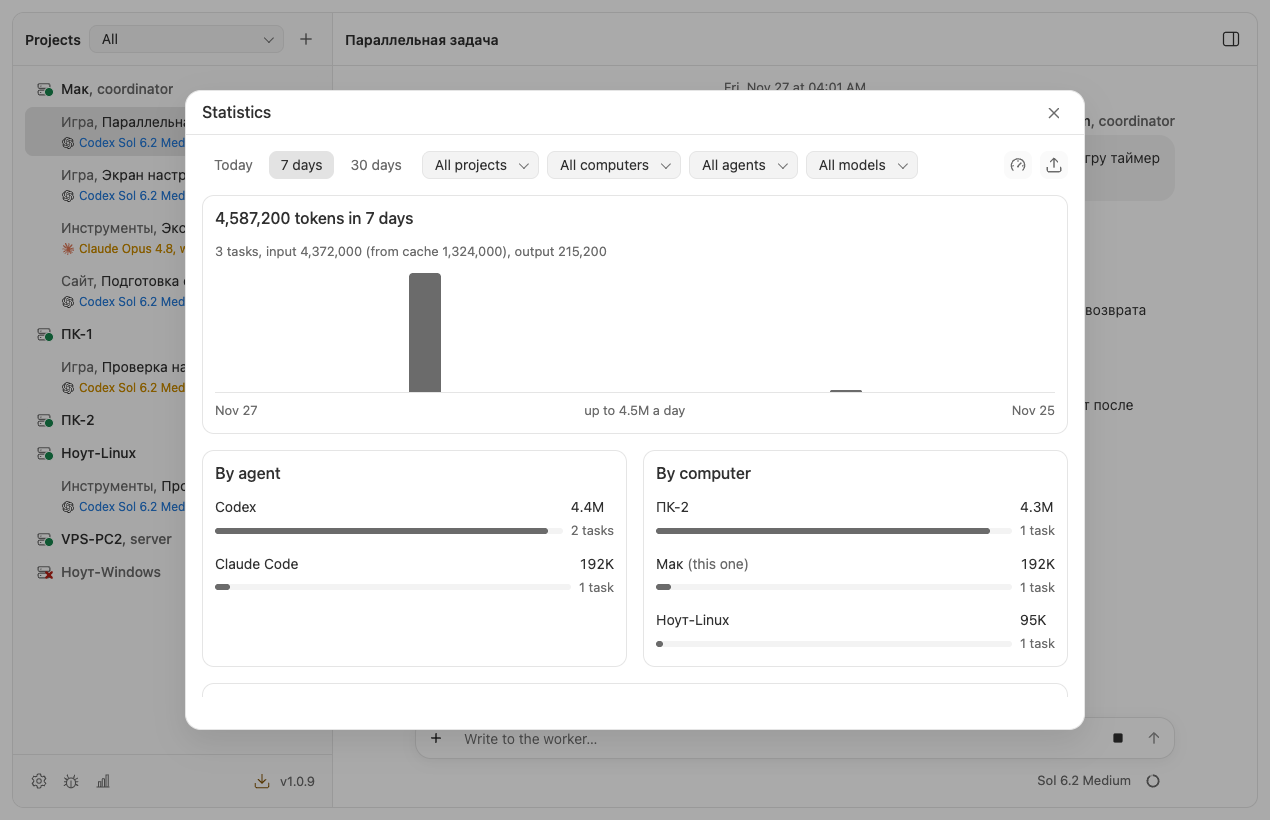 Projects
All
Параллельная задача
Fri, Nov 27 at 04:01 AM
Мак, coordinator
Игра, Параллельна
Codex Sol 6.2 Med
Игра, Экран настр
Codex Sol 6.2 Med
Инструменты, Экс
Claude Opus 4.8, w
Сайт, Подготовка
Codex Sol 6.2 Med
ПК-1
Игра, Проверка на
Codex Sol 6.2 Med
ПК-2
Ноут-Linux
Инструменты, Про
Codex Sol 6.2 Med
VPS-PC2, server
Ноут-Windows
v1.0.9
, coordinator
гру таймер
возврата
т после
Statistics
Today
7 days
30 days
All projects
All computers
All agents
All models
4,587,200 tokens in 7 days
3 tasks, input 4,372,000 (from cache 1,324,000), output 215,200
Nov 27
up to 4.5M a day
Nov 25
By agent
Codex
4.4M
2 tasks
Claude Code
192K
1 task
By computer
ПК-2
4.3M
1 task
Мак (this one)
192K
1 task
Ноут-Linux
95K
1 task
Write to the worker...
Sol 6.2 Medium